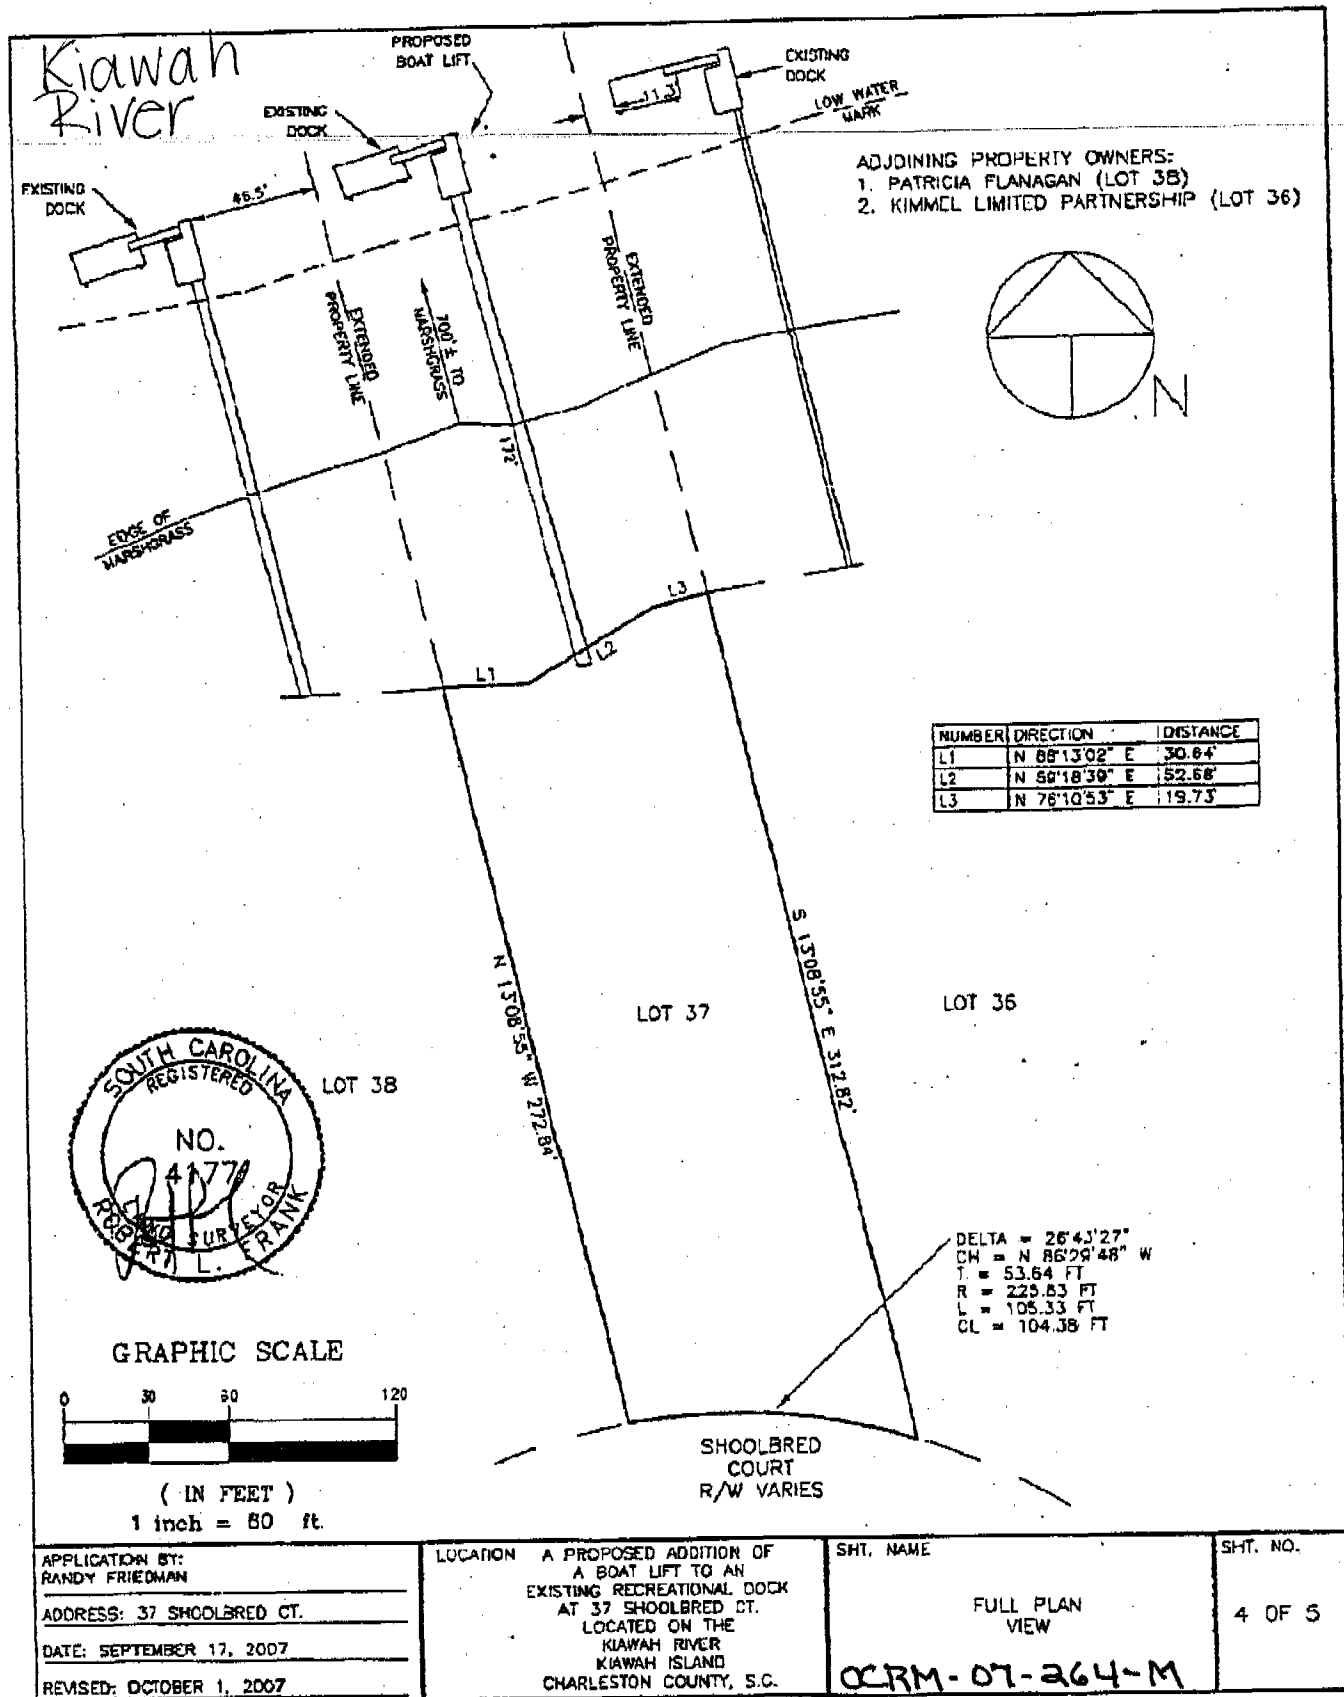 Kiawah
River
PROPOSED
BOAT LIFT
EXISTING
DOCK
EXISTING
DOCK
EXISTING
DOCK
11.3'
LOW WATER
MARK
46.5'
ADJOINING PROPERTY OWNERS:
1. PATRICIA FLANAGAN (LOT 38)
2. KIMMEL LIMITED PARTNERSHIP (LOT 36)
EXTENDED
PROPERTY LINE
700'± TO
MARSHGRASS
EXTENDED
PROPERTY LINE
N
172'
EDGE OF
MARSHGRASS
L1
L2
L3
NUMBER DIRECTION DISTANCE
L1 N 88°13'02" E 30.64'
L2 N 59°18'39" E 52.68'
L3 N 76°10'53" E 19.73'
N 13°08'55" W 272.84'
S 13°08'55" E 312.82'
LOT 37
LOT 36
LOT 38
SOUTH CAROLINA
REGISTERED
NO.
4177
LAND SURVEYOR
ROBERT L. FRANK
DELTA = 26°43'27"
CH = N 86°29'48" W
T = 53.64 FT
R = 225.83 FT
L = 105.33 FT
CL = 104.38 FT
GRAPHIC SCALE
0 30 60 120
( IN FEET )
1 inch = 60 ft.
SHOOLBRED
COURT
R/W VARIES
APPLICATION BY:
RANDY FRIEDMAN
ADDRESS: 37 SHOOLBRED CT.
DATE: SEPTEMBER 17, 2007
REVISED: OCTOBER 1, 2007
LOCATION A PROPOSED ADDITION OF
A BOAT LIFT TO AN
EXISTING RECREATIONAL DOCK
AT 37 SHOOLBRED CT.
LOCATED ON THE
KIAWAH RIVER
KIAWAH ISLAND
CHARLESTON COUNTY, S.C.
SHT. NAME
FULL PLAN
VIEW
OCRM-07-264-M
SHT. NO.
4 OF 5